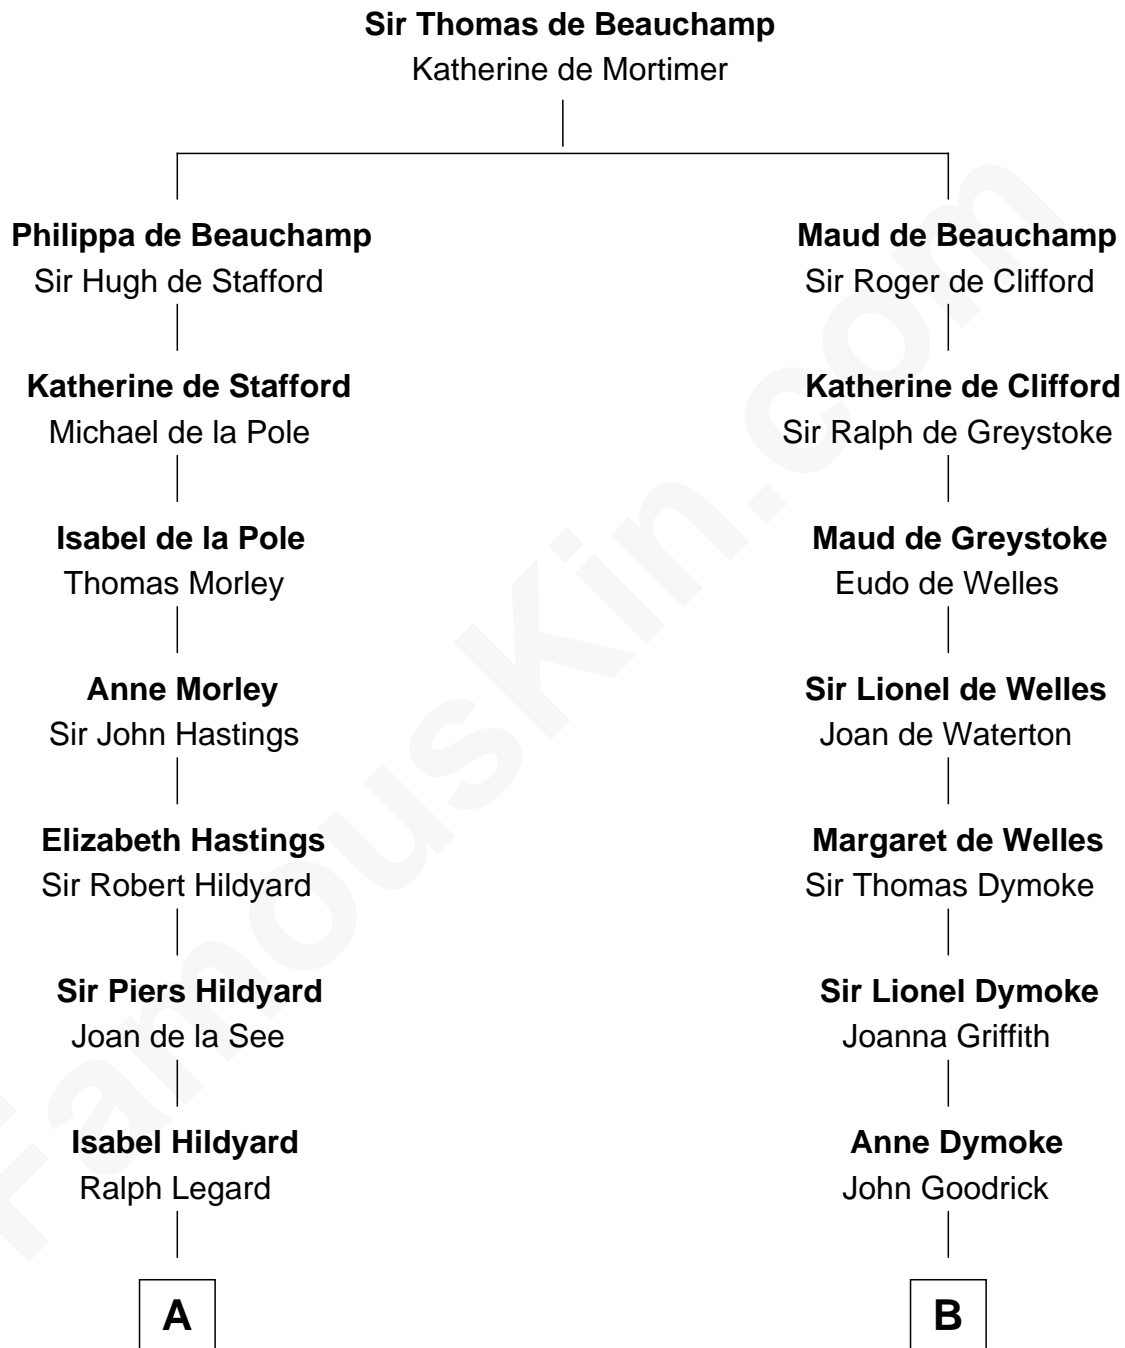 Sir Thomas de Beauchamp
Katherine de Mortimer
Philippa de Beauchamp
Sir Hugh de Stafford
Maud de Beauchamp
Sir Roger de Clifford
Katherine de Stafford
Michael de la Pole
Katherine de Clifford
Sir Ralph de Greystoke
Isabel de la Pole
Thomas Morley
Maud de Greystoke
Eudo de Welles
Anne Morley
Sir John Hastings
Sir Lionel de Welles
Joan de Waterton
Elizabeth Hastings
Sir Robert Hildyard
Margaret de Welles
Sir Thomas Dymoke
Sir Piers Hildyard
Joan de la See
Sir Lionel Dymoke
Joanna Griffith
Isabel Hildyard
Ralph Legard
Anne Dymoke
John Goodrick
A
B
FamousKin.com